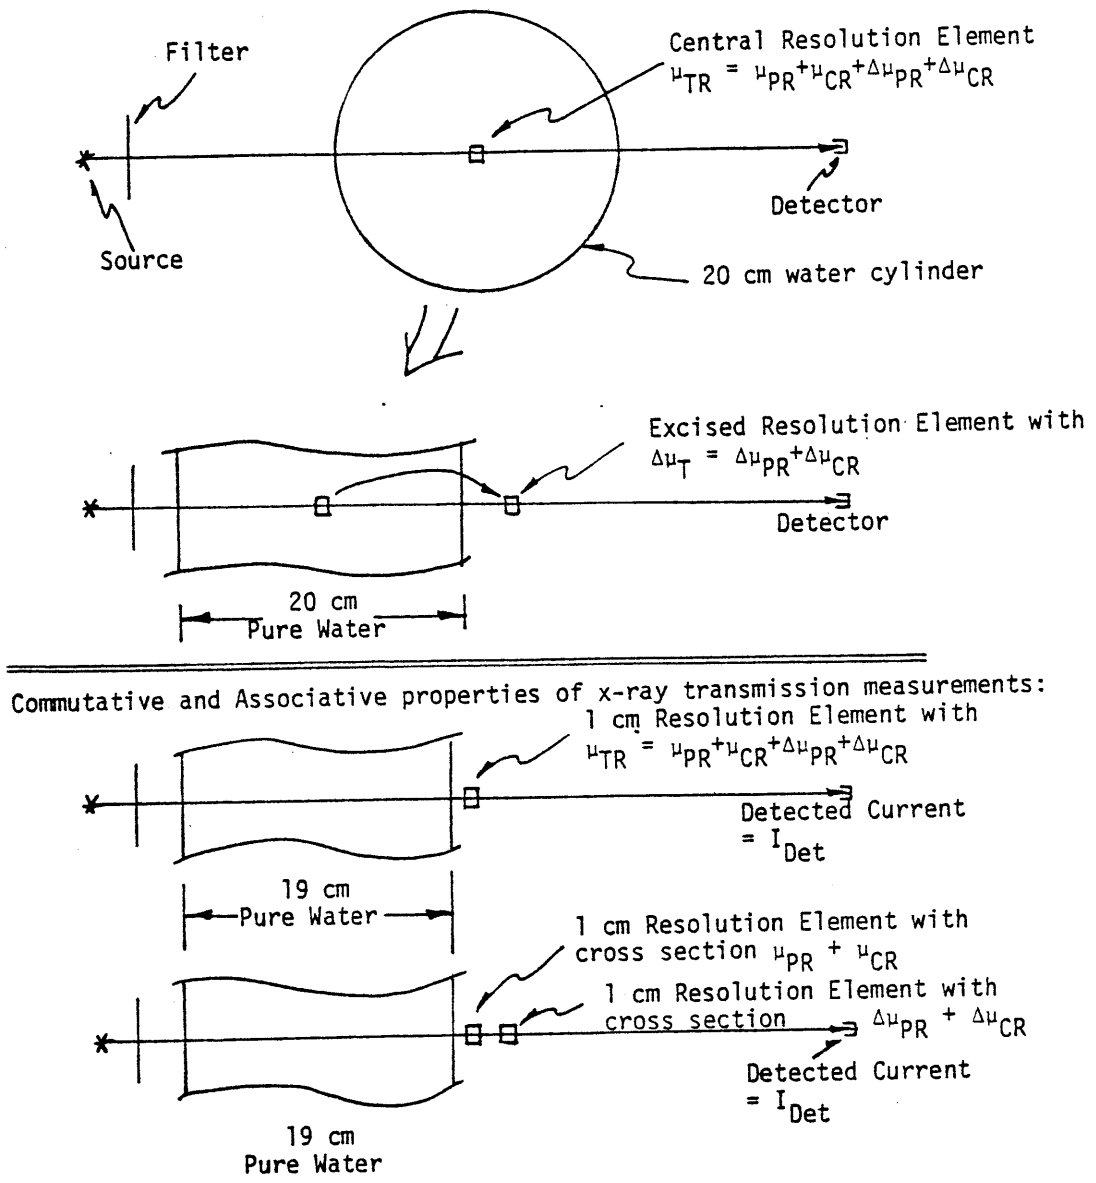 Filter
Central Resolution Element
μTR = μPR+μCR+ΔμPR+ΔμCR
Detector
Source
20 cm water cylinder
Excised Resolution Element with
ΔμT = ΔμPR+ΔμCR
Detector
20 cm
Pure Water
Commutative and Associative properties of x-ray transmission measurements:
1 cm Resolution Element with
μTR = μPR+μCR+ΔμPR+ΔμCR
Detected Current
= IDet
19 cm
Pure Water
1 cm Resolution Element with
cross section μPR + μCR
1 cm Resolution Element with
cross section ΔμPR + ΔμCR
Detected Current
= IDet
19 cm
Pure Water